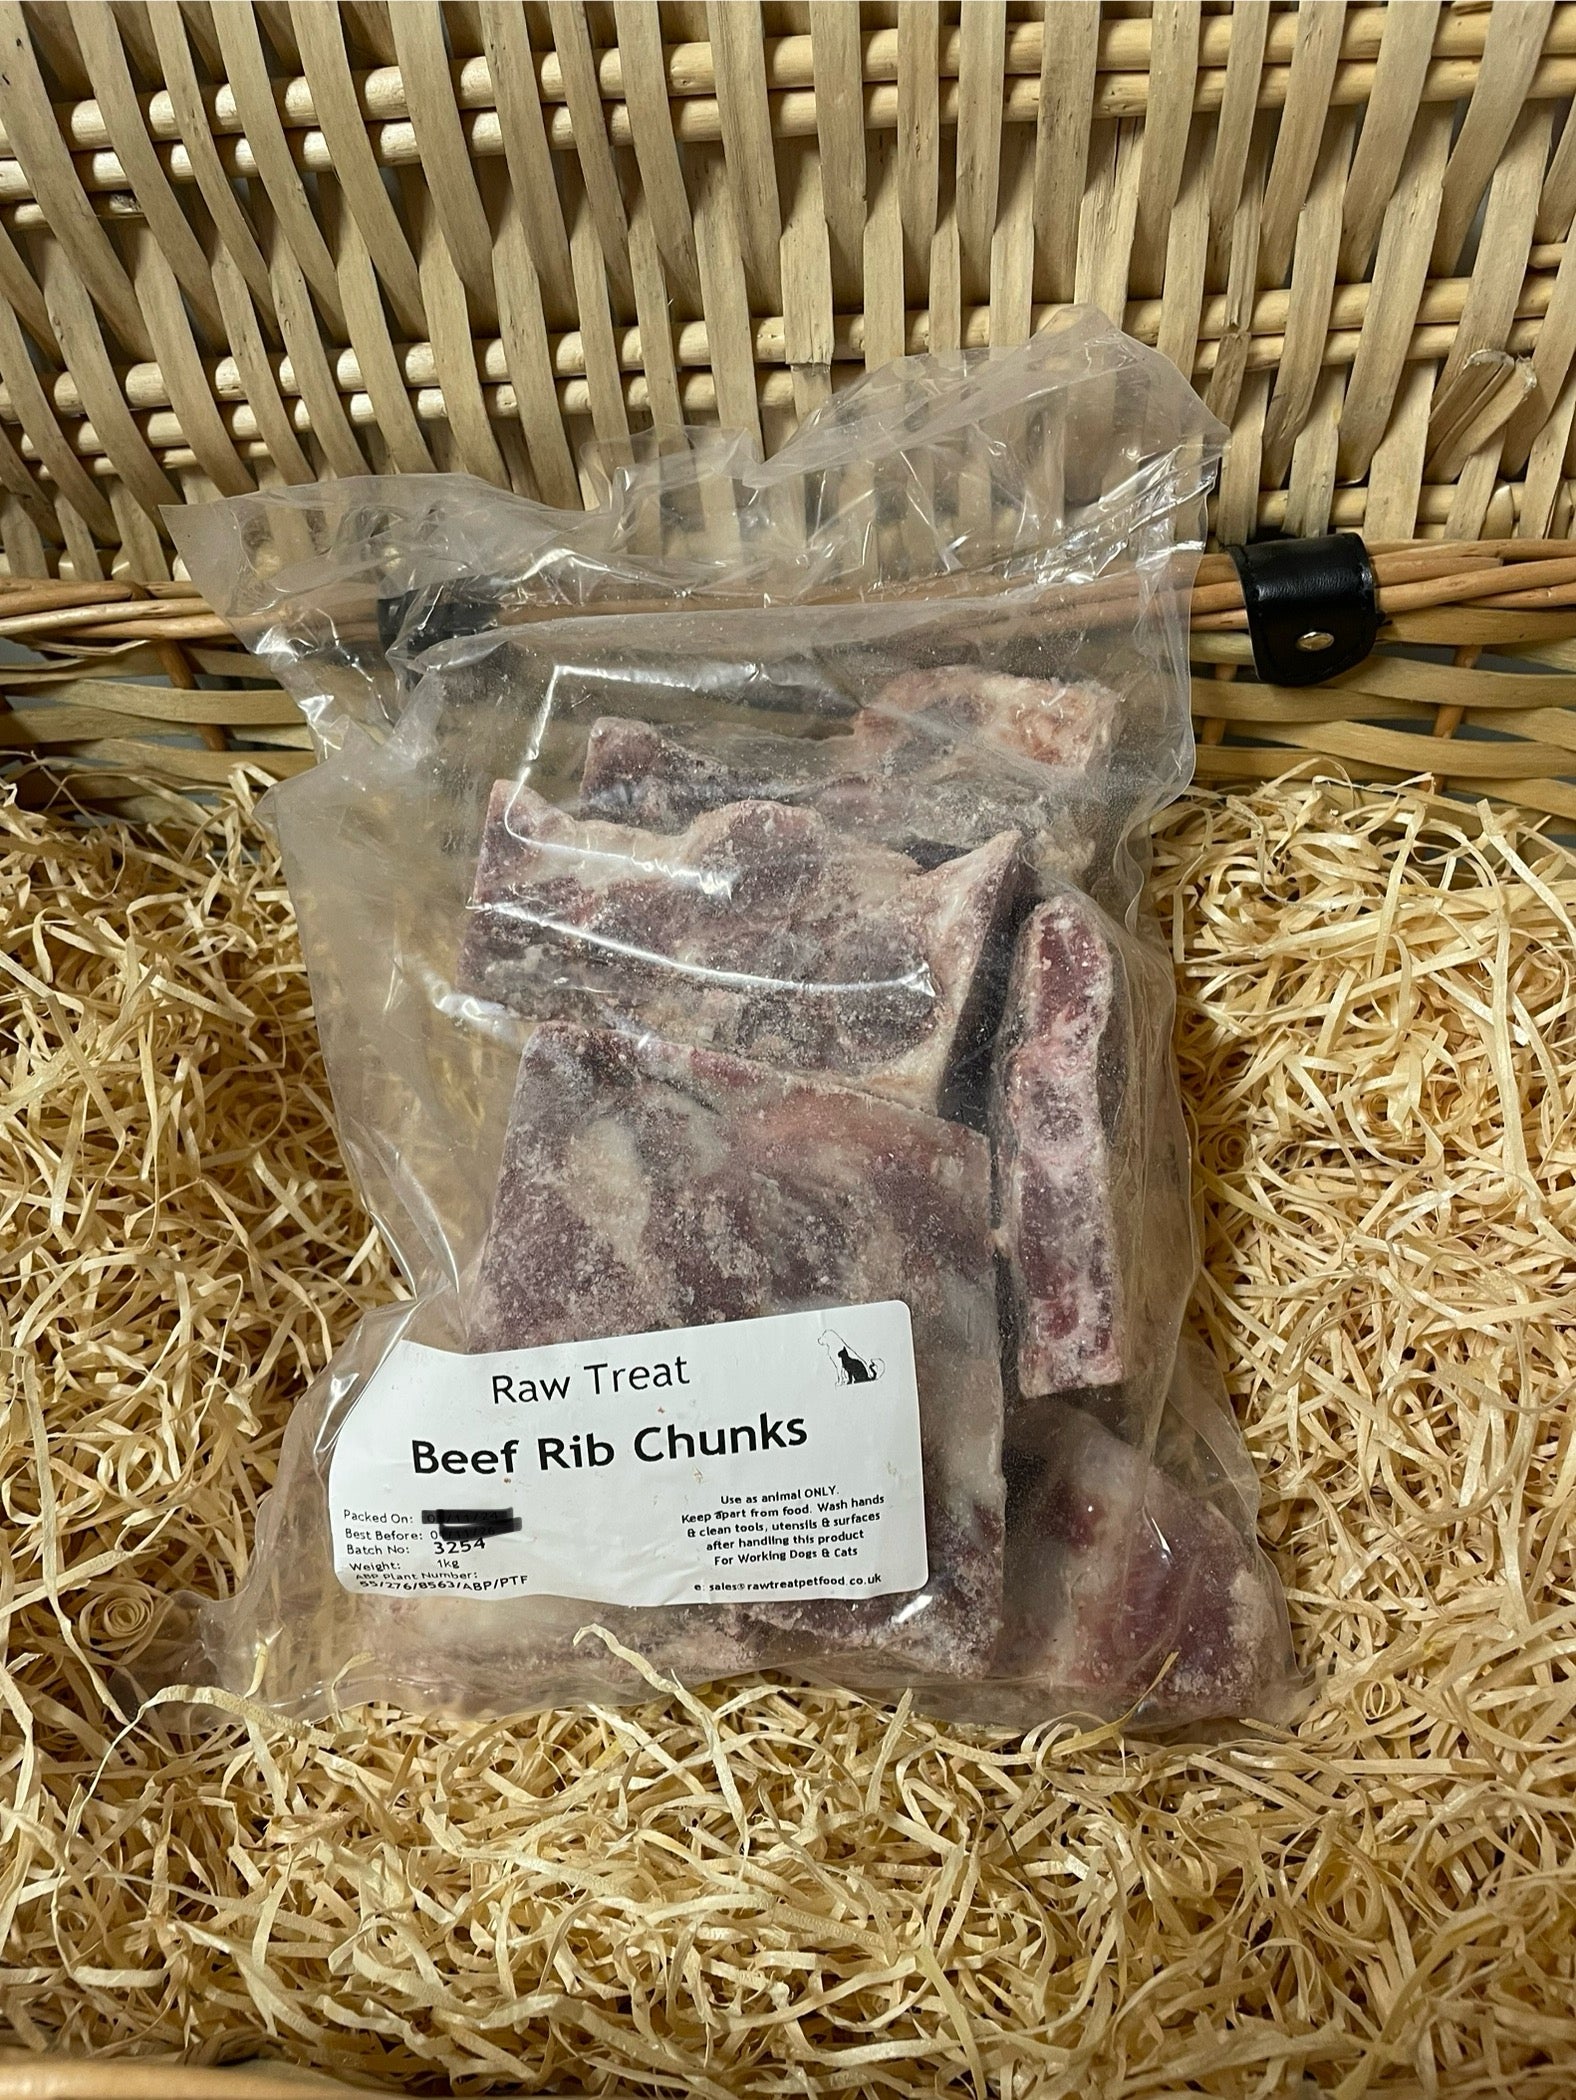 Raw Treat
Beef Rib Chunks
Packed On:
Best Before:
Batch No: 3254
Weight: 1kg
ABP Plant Number:
55/276/8563/ABP/PTF
Use as animal ONLY.
Keep apart from food. Wash hands
& clean tools, utensils & surfaces
after handling this product
For Working Dogs & Cats
e: sales@rawtreatpetfood.co.uk